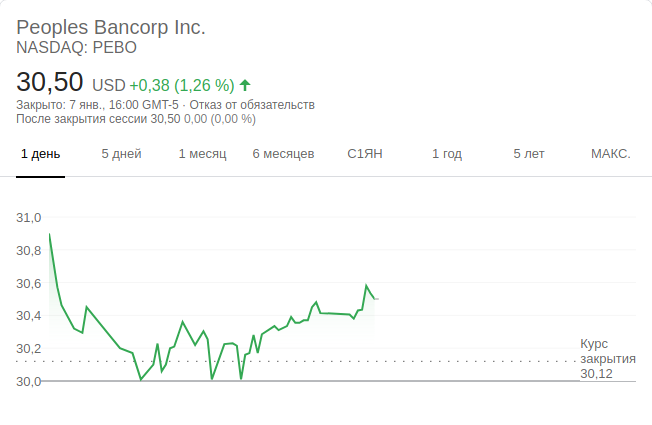 Peoples Bancorp Inc.
NASDAQ: PEBO
30,50 USD +0,38 (1,26 %) ↑
Закрыто: 7 янв., 16:00 GMT-5 · Отказ от обязательств
После закрытия сессии 30,50 0,00 (0,00 %)
1 день 5 дней 1 месяц 6 месяцев С1ЯН 1 год 5 лет МАКС.
31,0
30,8
30,6
30,4
30,2
30,0
Курс
закрытия
30,12